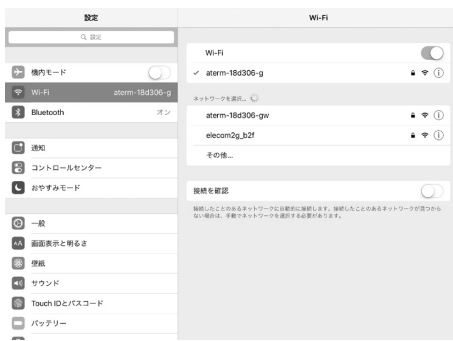 設定
設定
機内モード
Wi-Fi aterm-18d306-g
Bluetooth オン
通知
コントロールセンター
おやすみモード
一般
AA 画面表示と明るさ
壁紙
サウンド
Touch IDとパスコード
バッテリー
Wi-Fi
Wi-Fi
aterm-18d306-g
ネットワークを選択...
aterm-18d306-gw
elecom2g_b2f
その他...
接続を確認
接続したことのあるネットワークに自動的に接続します。接続したことのあるネットワークが見つから
ない場合は、手動でネットワークを選択する必要があります。